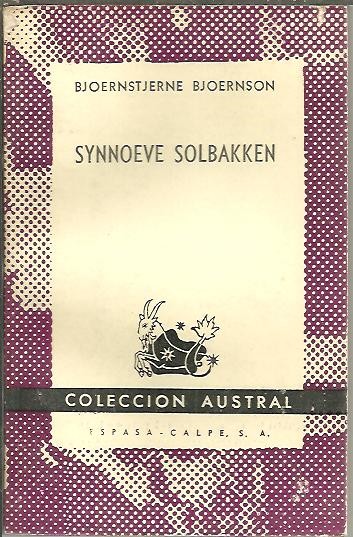 BJOERNSTJERNE BJOERNSON
SYNNOEVE SOLBAKKEN
COLECCION AUSTRAL
ESPASA-CALPE, S. A.